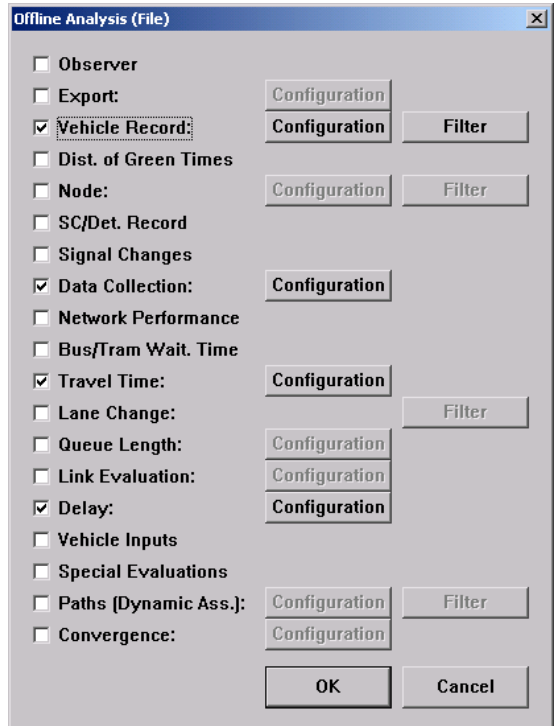 Offline Analysis (File)
Observer
Export: Configuration
Vehicle Record: Configuration Filter
Dist. of Green Times
Node: Configuration Filter
SC/Det. Record
Signal Changes
Data Collection: Configuration
Network Performance
Bus/Tram Wait. Time
Travel Time: Configuration
Lane Change: Filter
Queue Length: Configuration
Link Evaluation: Configuration
Delay: Configuration
Vehicle Inputs
Special Evaluations
Paths (Dynamic Ass.): Configuration Filter
Convergence: Configuration
OK Cancel